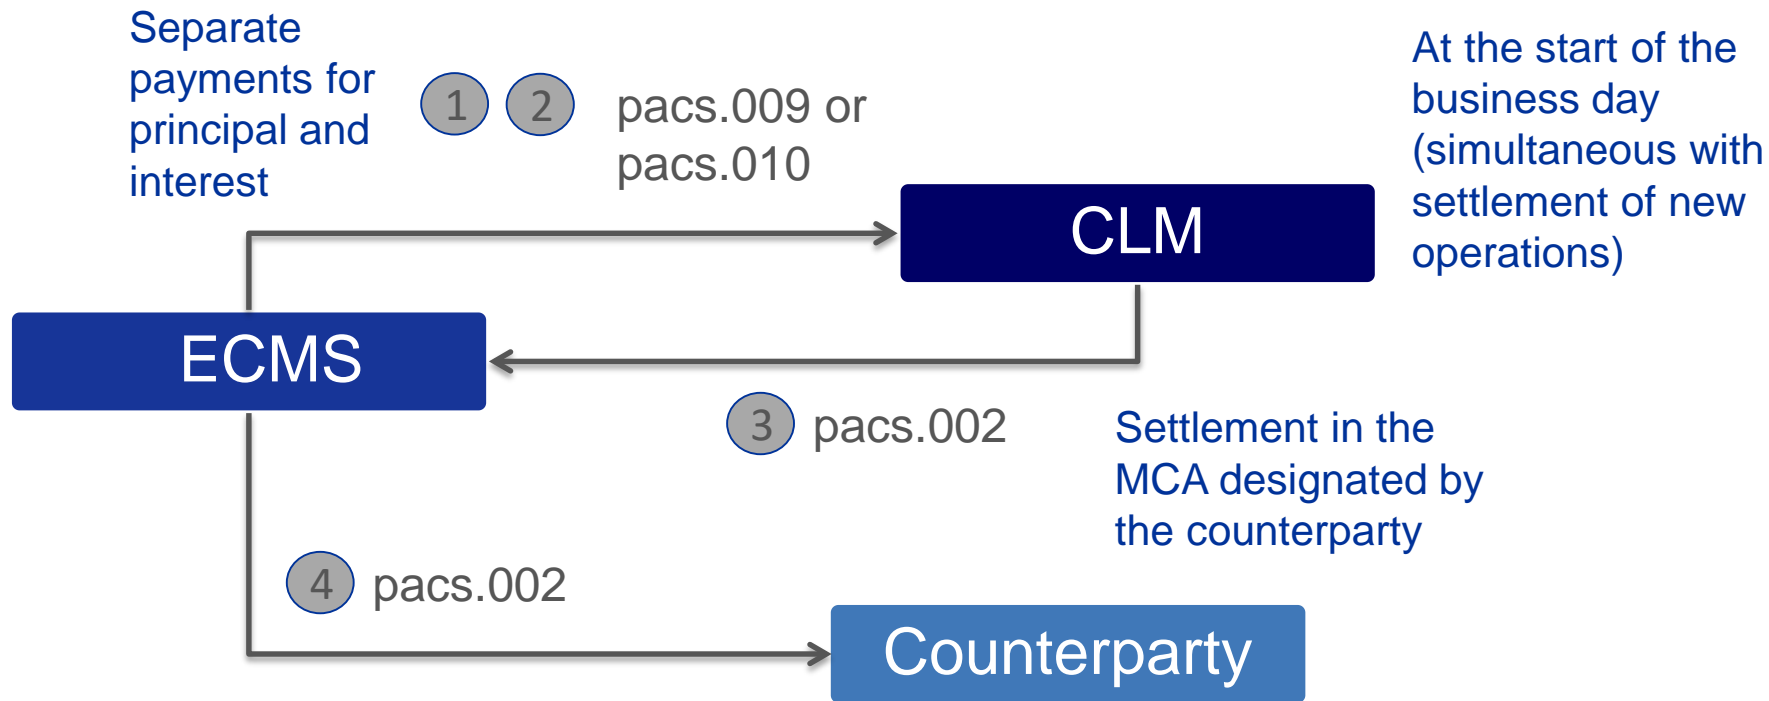 Separate
payments for
principal and
interest
1 2 pacs.009 or
pacs.010
At the start of the
business day
(simultaneous with
settlement of new
operations)
CLM
ECMS
3 pacs.002
Settlement in the
MCA designated by
the counterparty
4 pacs.002
Counterparty